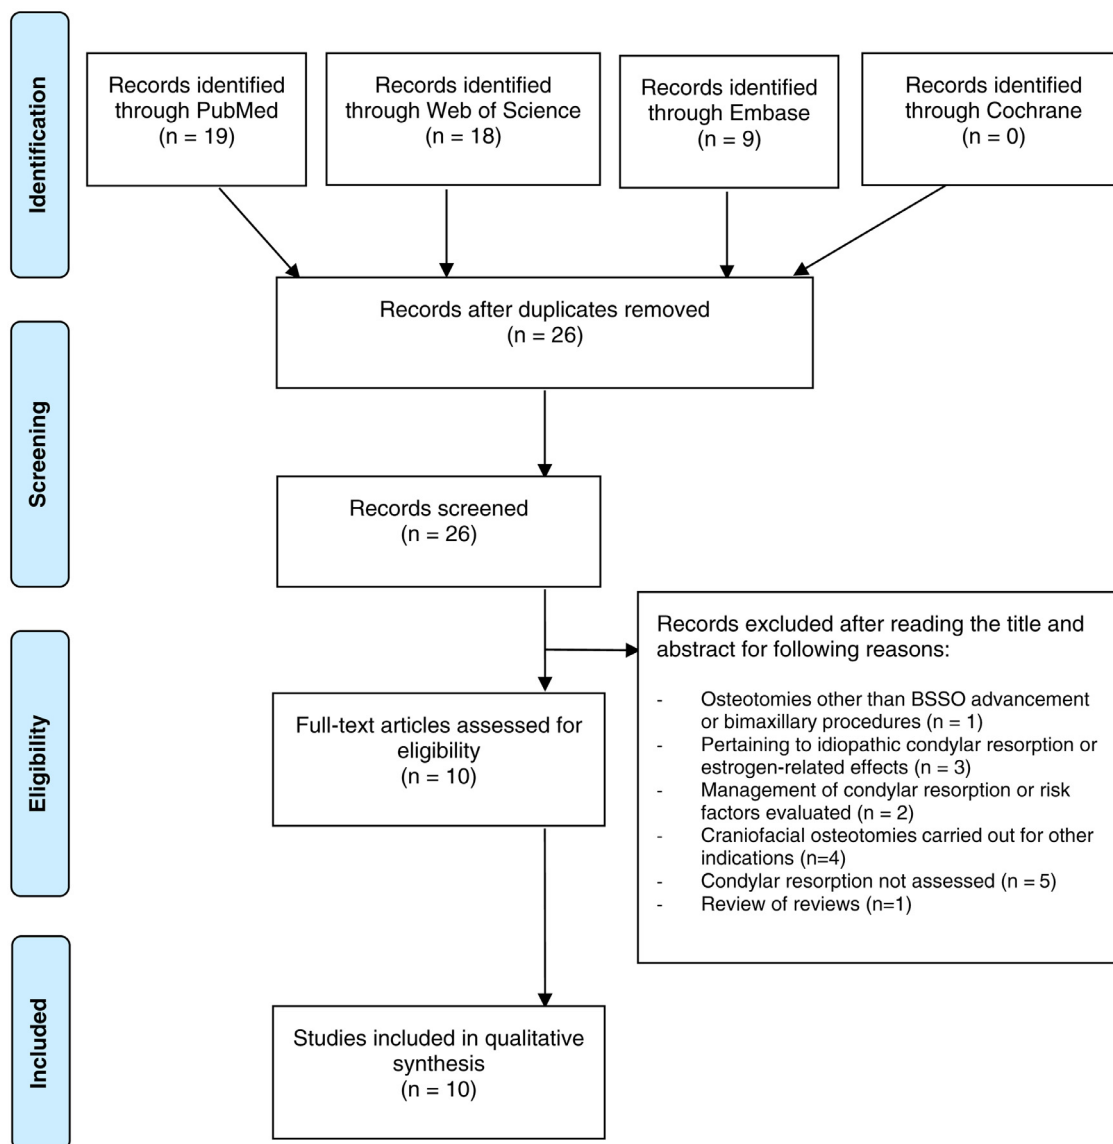 Identification
Records identified
through PubMed
(n = 19)
Records identified
through Web of Science
(n = 18)
Records identified
through Embase
(n = 9)
Records identified
through Cochrane
(n = 0)
Records after duplicates removed
(n = 26)
Screening
Records screened
(n = 26)
Eligibility
Full-text articles assessed for
eligibility
(n = 10)
Records excluded after reading the title and
abstract for following reasons:
- Osteotomies other than BSSO advancement
or bimaxillary procedures (n = 1)
- Pertaining to idiopathic condylar resorption or
estrogen-related effects (n = 3)
- Management of condylar resorption or risk
factors evaluated (n = 2)
- Craniofacial osteotomies carried out for other
indications (n=4)
- Condylar resorption not assessed (n = 5)
- Review of reviews (n=1)
Included
Studies included in qualitative
synthesis
(n = 10)